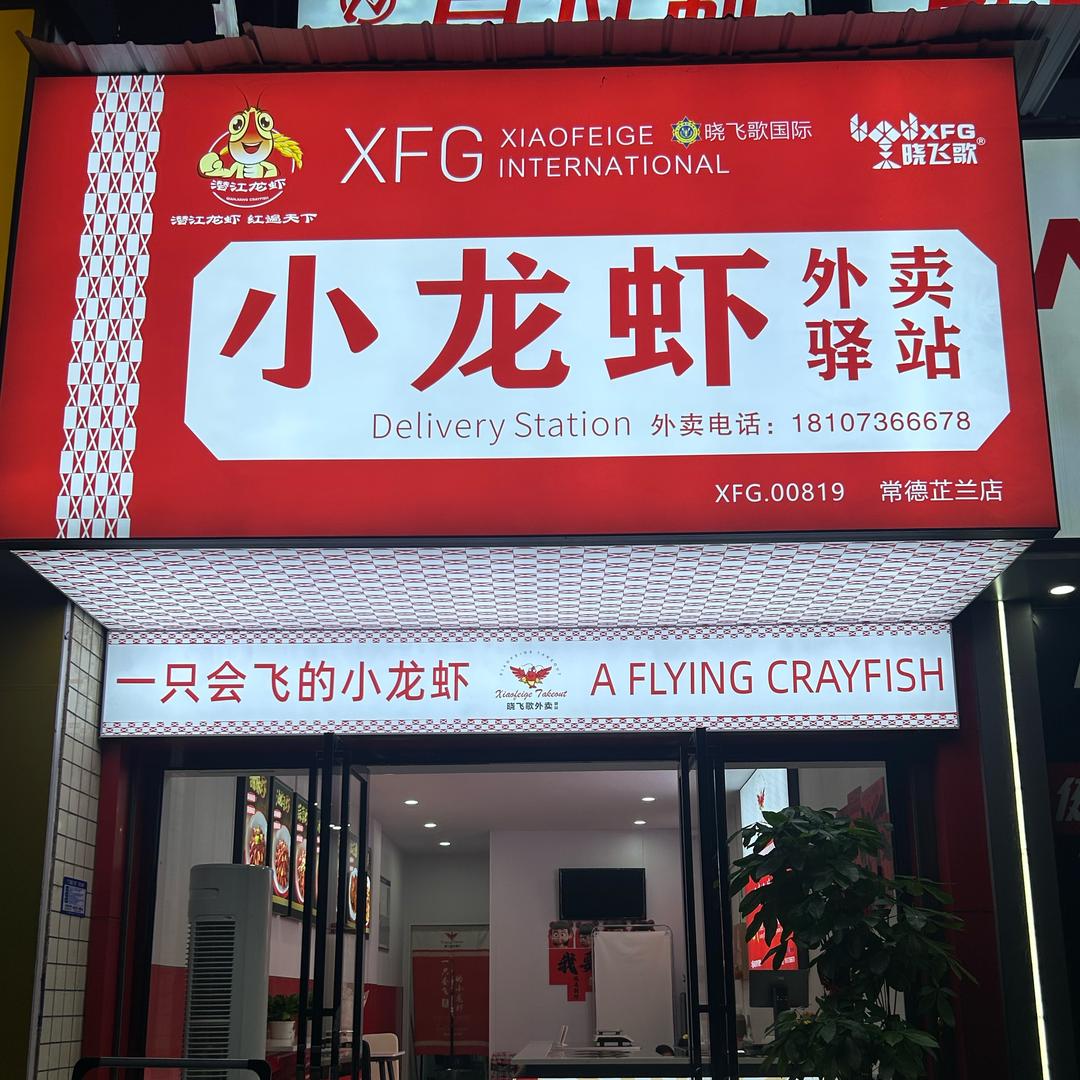 潜江龙虾
QIANJIANG CRAYFISH
潜江龙虾 红遍天下
XFG XIAOFEIGE INTERNATIONAL
晓飞歌国际
XFG
晓飞歌®
小龙虾 外卖驿站
Delivery Station 外卖电话：18107366678
XFG.00819 常德芷兰店
一只会飞的小龙虾
Xiaofeige Takeout
晓飞歌外卖
A FLYING CRAYFISH